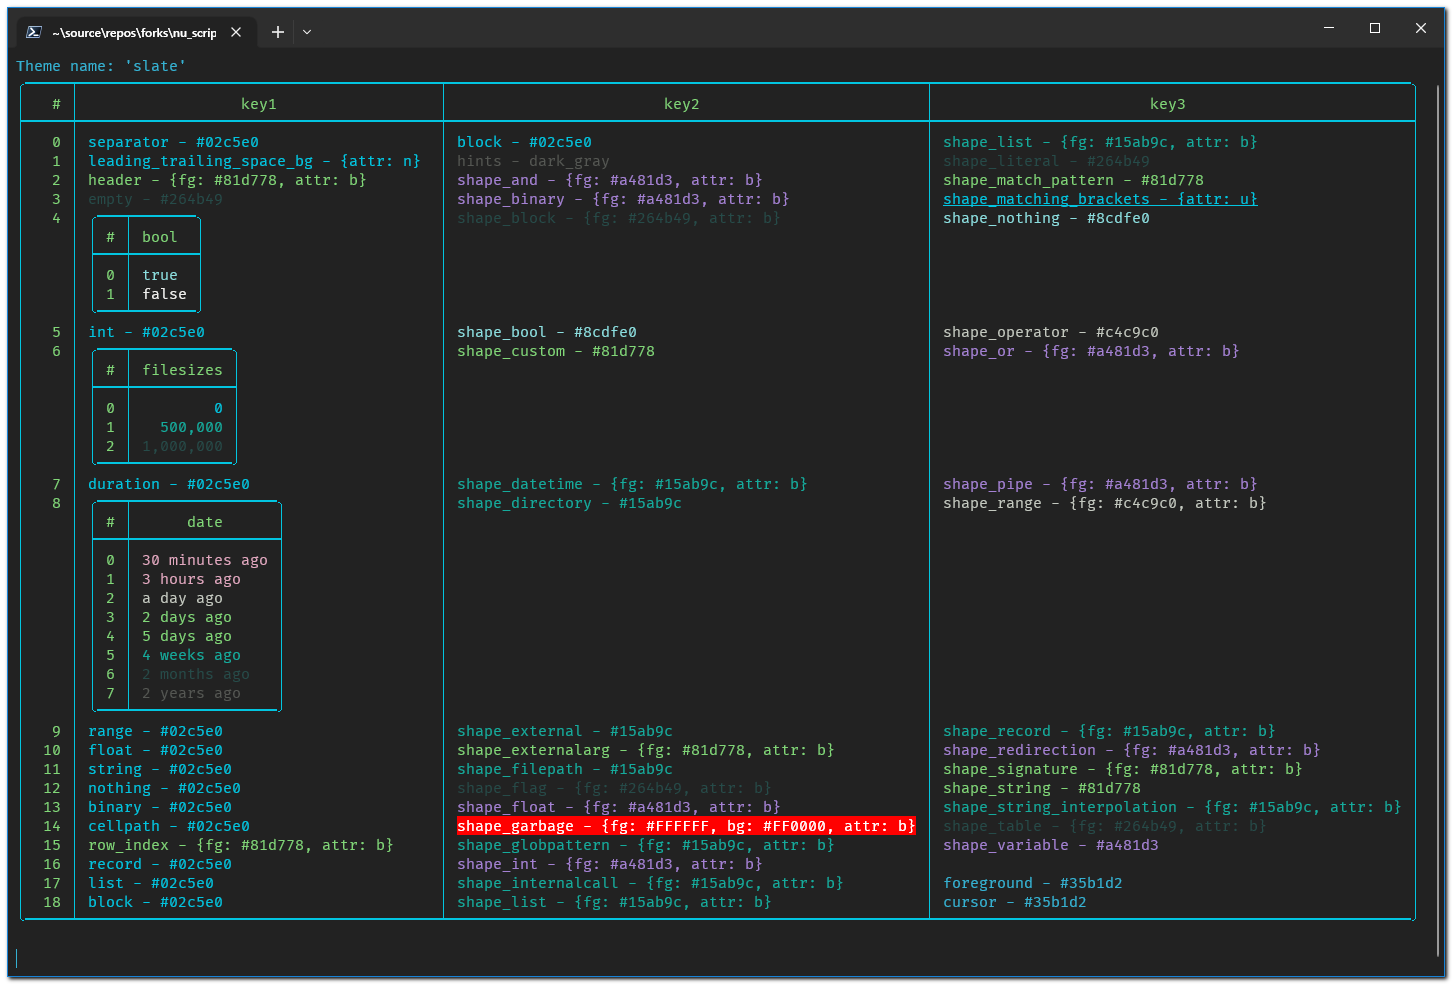 ~\source\repos\forks\nu_scrip
Theme name: 'slate'
# key1 key2 key3
0 separator - #02c5e0 block - #02c5e0 shape_list - {fg: #15ab9c, attr: b}
1 leading_trailing_space_bg - {attr: n} hints - dark_gray shape_literal - #264b49
2 header - {fg: #81d778, attr: b} shape_and - {fg: #a481d3, attr: b} shape_match_pattern - #81d778
3 empty - #264b49 shape_binary - {fg: #a481d3, attr: b} shape_matching_brackets - {attr: u}
4 shape_block - {fg: #264b49, attr: b} shape_nothing - #8cdfe0
# bool
0 true
1 false
5 int - #02c5e0 shape_bool - #8cdfe0 shape_operator - #c4c9c0
6 shape_custom - #81d778 shape_or - {fg: #a481d3, attr: b}
# filesizes
0 0
1 500,000
2 1,000,000
7 duration - #02c5e0 shape_datetime - {fg: #15ab9c, attr: b} shape_pipe - {fg: #a481d3, attr: b}
8 shape_directory - #15ab9c shape_range - {fg: #c4c9c0, attr: b}
# date
0 30 minutes ago
1 3 hours ago
2 a day ago
3 2 days ago
4 5 days ago
5 4 weeks ago
6 2 months ago
7 2 years ago
9 range - #02c5e0 shape_external - #15ab9c shape_record - {fg: #15ab9c, attr: b}
10 float - #02c5e0 shape_externalarg - {fg: #81d778, attr: b} shape_redirection - {fg: #a481d3, attr: b}
11 string - #02c5e0 shape_filepath - #15ab9c shape_signature - {fg: #81d778, attr: b}
12 nothing - #02c5e0 shape_flag - {fg: #264b49, attr: b} shape_string - #81d778
13 binary - #02c5e0 shape_float - {fg: #a481d3, attr: b} shape_string_interpolation - {fg: #15ab9c, attr: b}
14 cellpath - #02c5e0 shape_garbage - {fg: #FFFFFF, bg: #FF0000, attr: b} shape_table - {fg: #264b49, attr: b}
15 row_index - {fg: #81d778, attr: b} shape_globpattern - {fg: #15ab9c, attr: b} shape_variable - #a481d3
16 record - #02c5e0 shape_int - {fg: #a481d3, attr: b}
17 list - #02c5e0 shape_internalcall - {fg: #15ab9c, attr: b} foreground - #35b1d2
18 block - #02c5e0 shape_list - {fg: #15ab9c, attr: b} cursor - #35b1d2